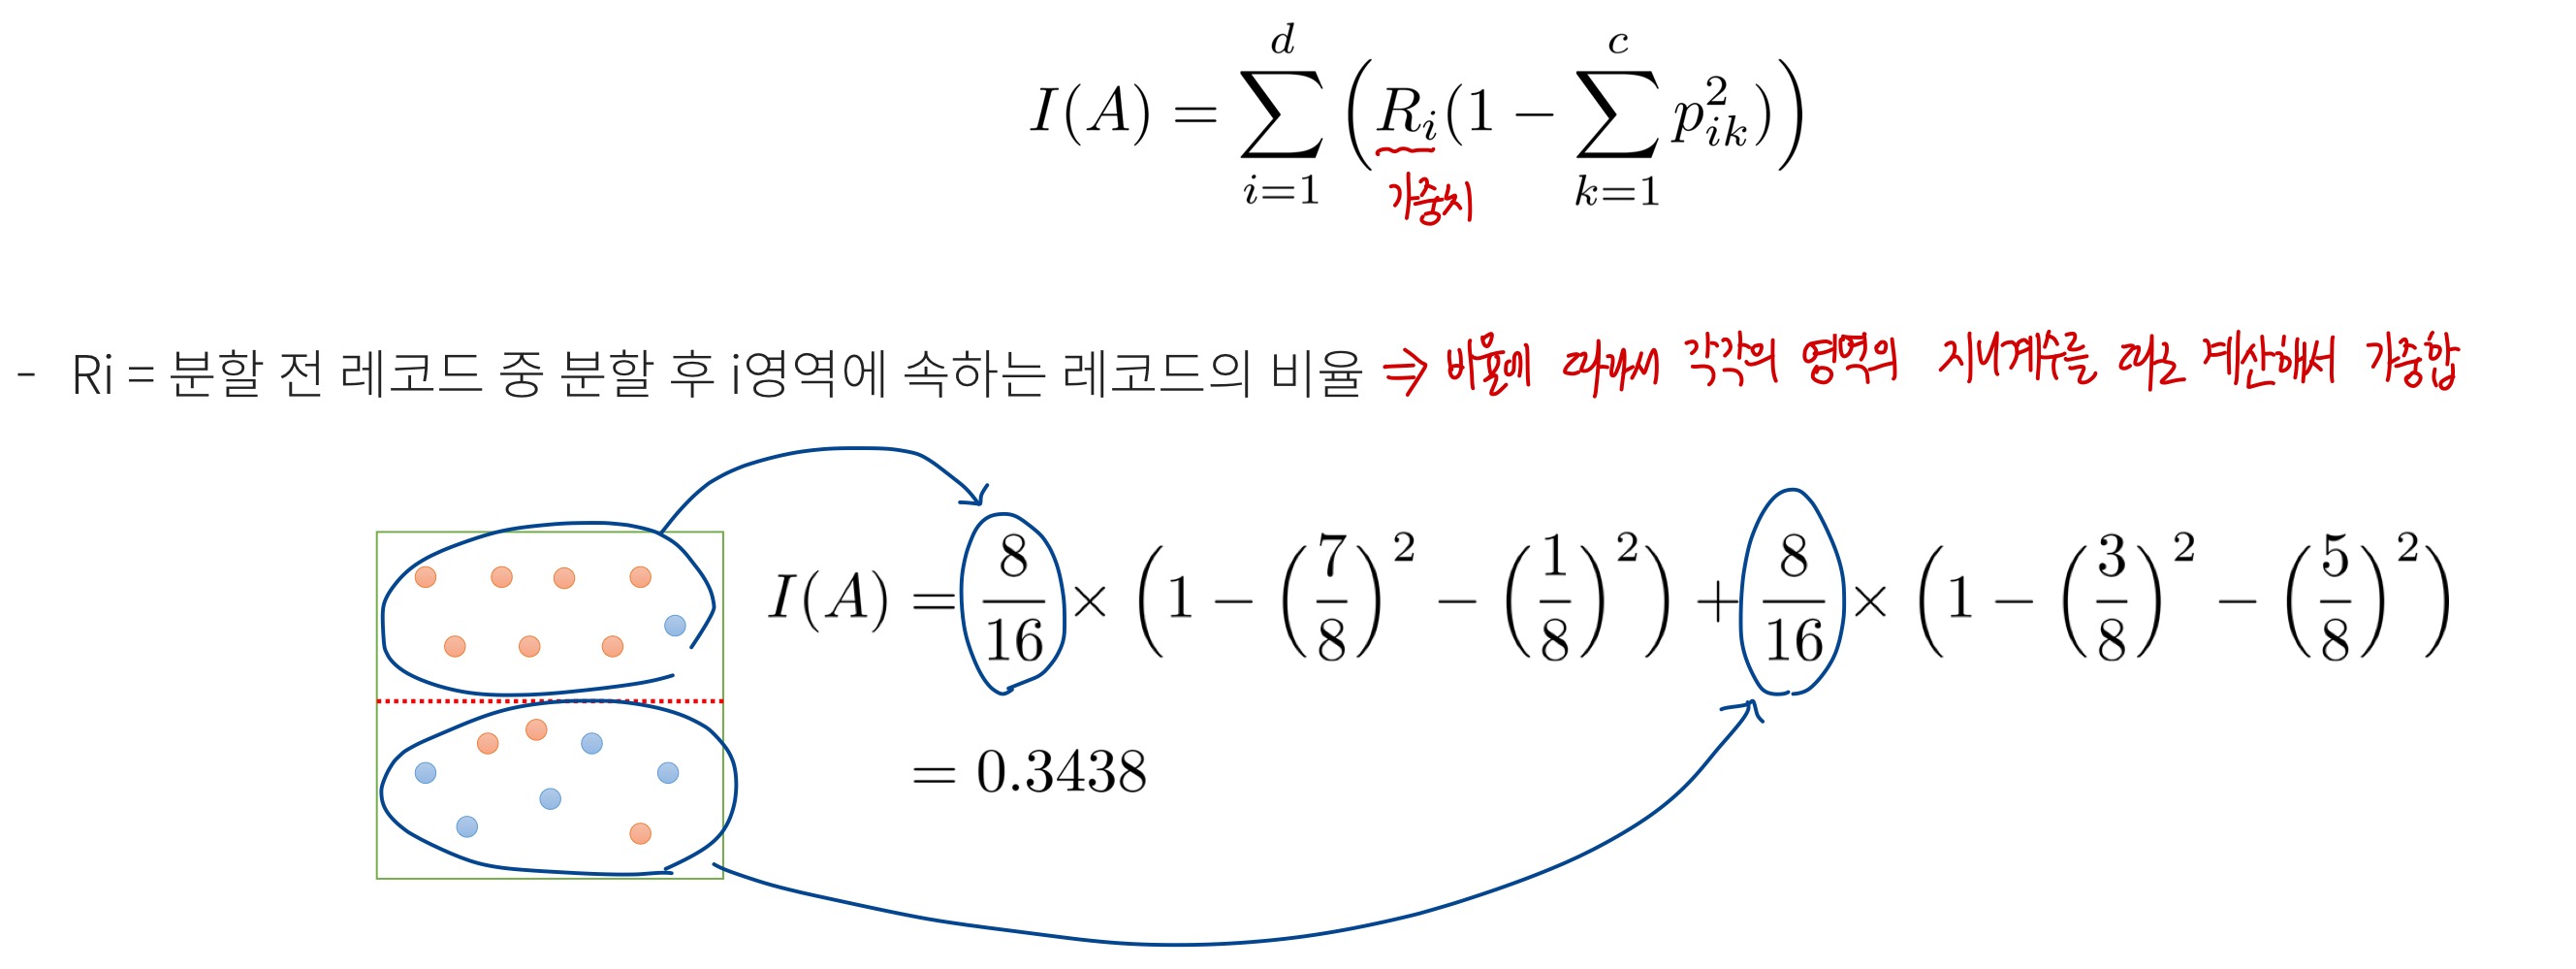 I(A) = \sum_{i=1}^{d} \left( R_i (1 - \sum_{k=1}^{c} p_{ik}^2) \right)
가중치
- Ri = 분할 전 레코드 중 분할 후 i영역에 속하는 레코드의 비율 ⇒ 비율에 따라서 각각의 영역의 지니계수를 따로 계산해서 가중합
I(A) = \frac{8}{16} × \left( 1 - \left( \frac{7}{8} \right)^2 - \left( \frac{1}{8} \right)^2 \right) + \frac{8}{16} × \left( 1 - \left( \frac{3}{8} \right)^2 - \left( \frac{5}{8} \right)^2 \right)
= 0.3438